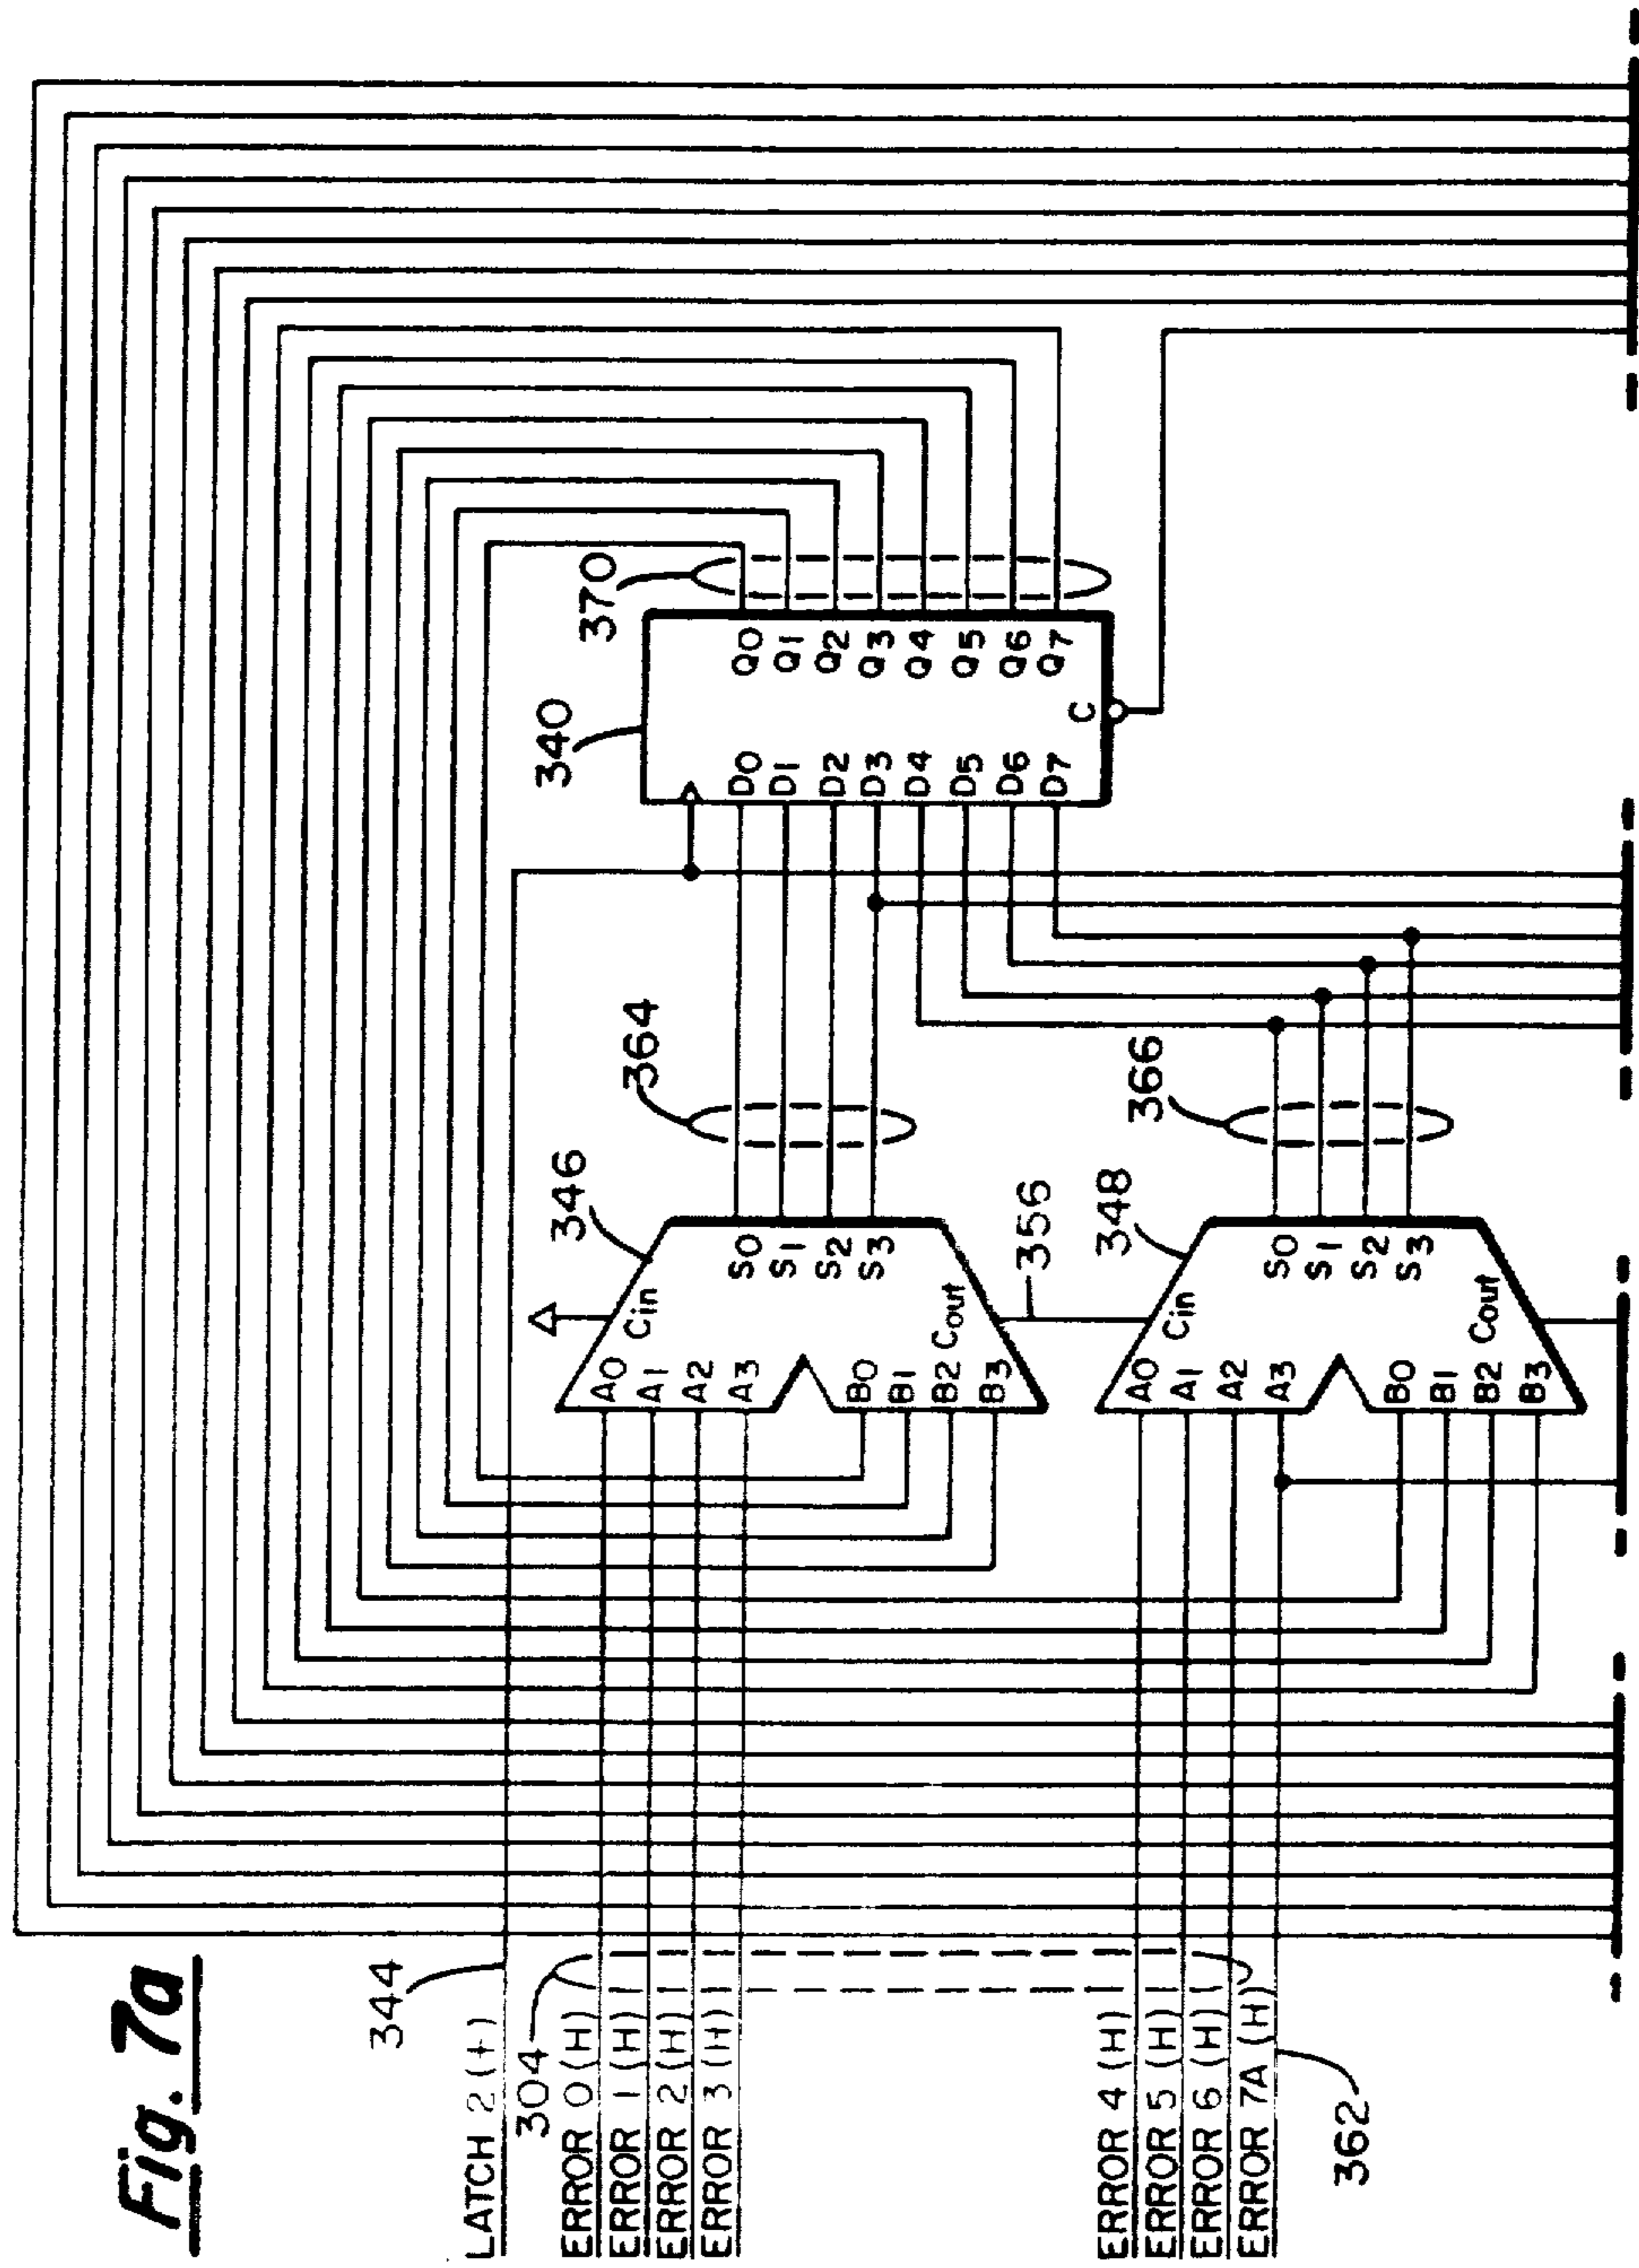 Fig. 7a
344
LATCH 2 (+)
304
ERROR 0 (H)
ERROR 1 (H)
ERROR 2 (H)
ERROR 3 (H)
ERROR 4 (H)
ERROR 5 (H)
ERROR 6 (H)
ERROR 7A (H)
362
346
Cin
A0
A1
A2
A3
B0
B1
B2
B3
S0
S1
S2
S3
Cout
356
348
Cin
A0
A1
A2
A3
B0
B1
B2
B3
S0
S1
S2
S3
Cout
364
366
340
D0
D1
D2
D3
D4
D5
D6
D7
Q0
Q1
Q2
Q3
Q4
Q5
Q6
Q7
C
370